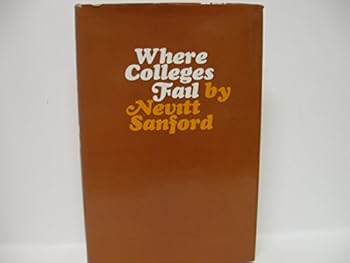 Where
Colleges
Fail by
Nevitt
Sanford